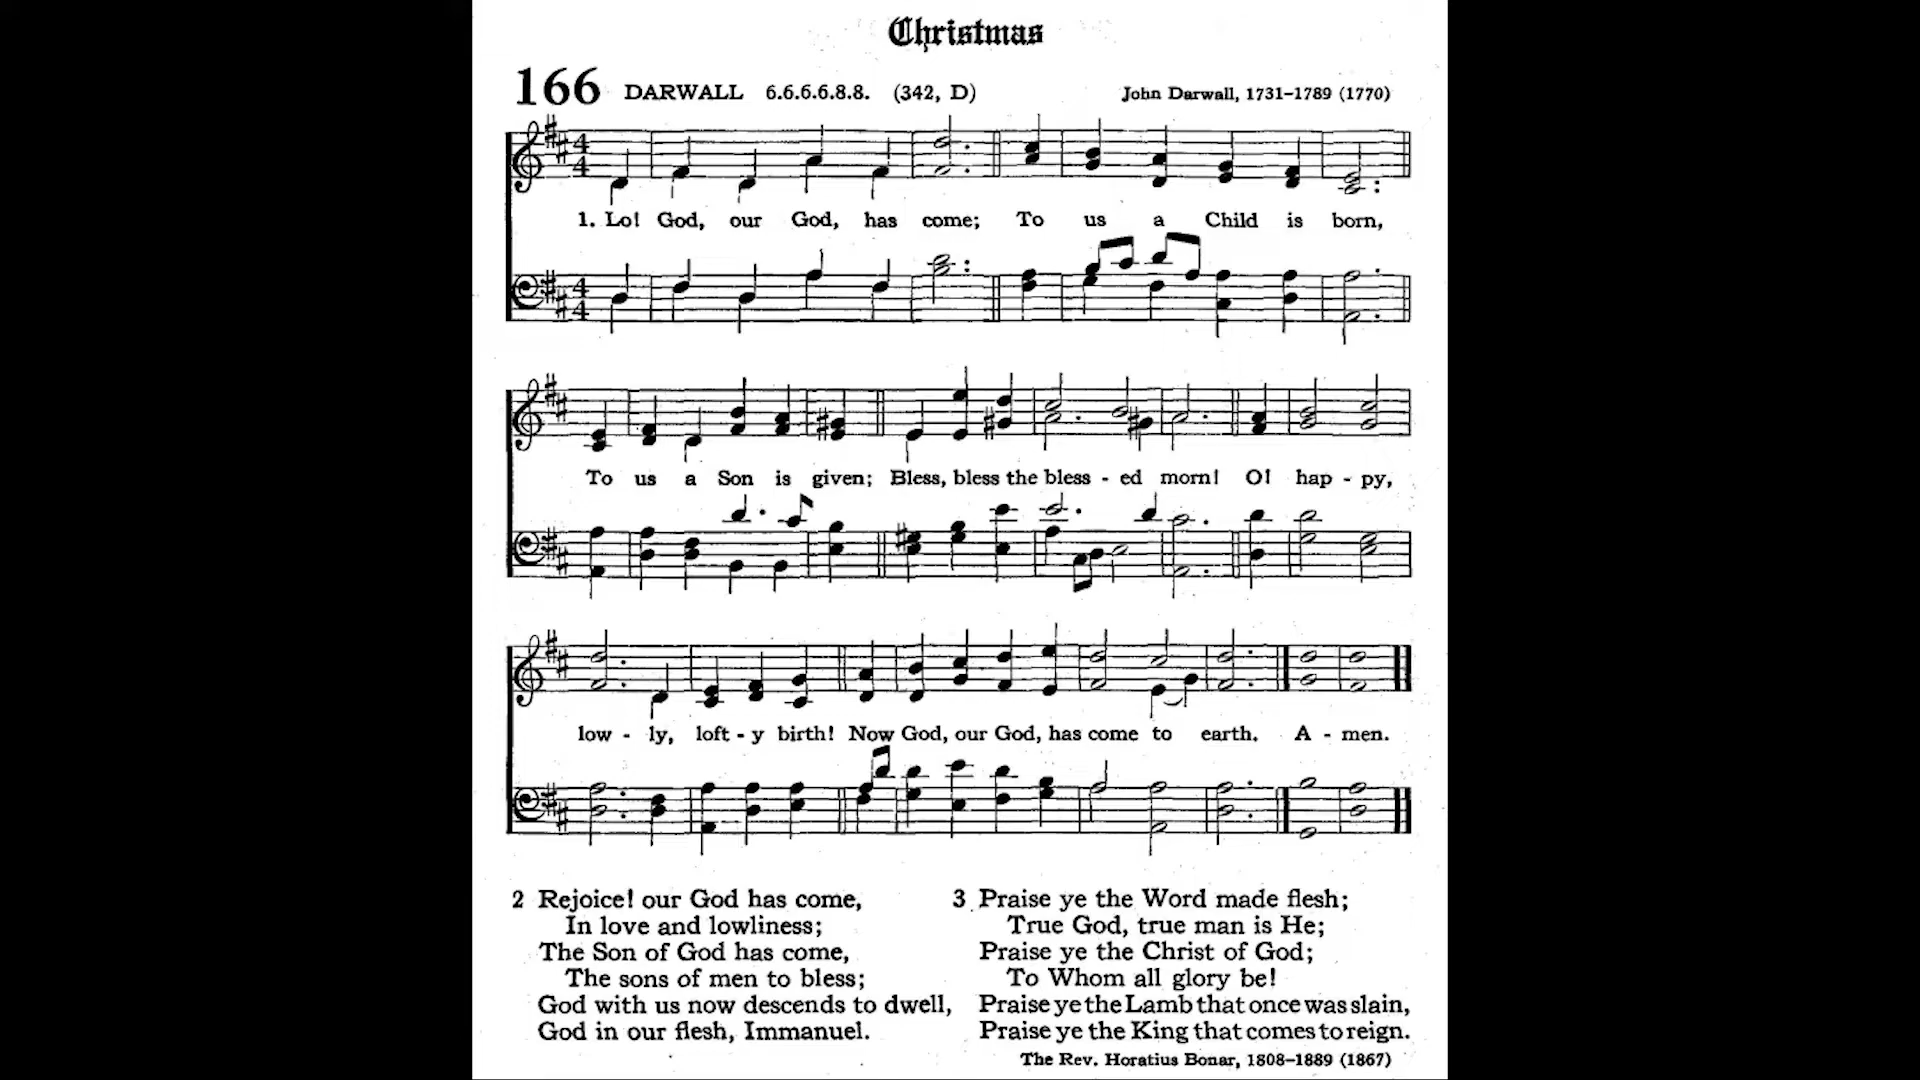 Christmas
166 DARWALL 6.6.6.6.8.8. (342, D) John Darwall, 1731–1789 (1770)
1. Lo! God, our God, has come; To us a Child is born,
To us a Son is given; Bless, bless the bless - ed morn! O! hap - py,
low - ly, loft - y birth! Now God, our God, has come to earth. A - men.
2 Rejoice! our God has come,
In love and lowliness;
The Son of God has come,
The sons of men to bless;
God with us now descends to dwell,
God in our flesh, Immanuel.
3 Praise ye the Word made flesh;
True God, true man is He;
Praise ye the Christ of God;
To Whom all glory be!
Praise ye the Lamb that once was slain,
Praise ye the King that comes to reign.
The Rev. Horatius Bonar, 1808–1889 (1867)